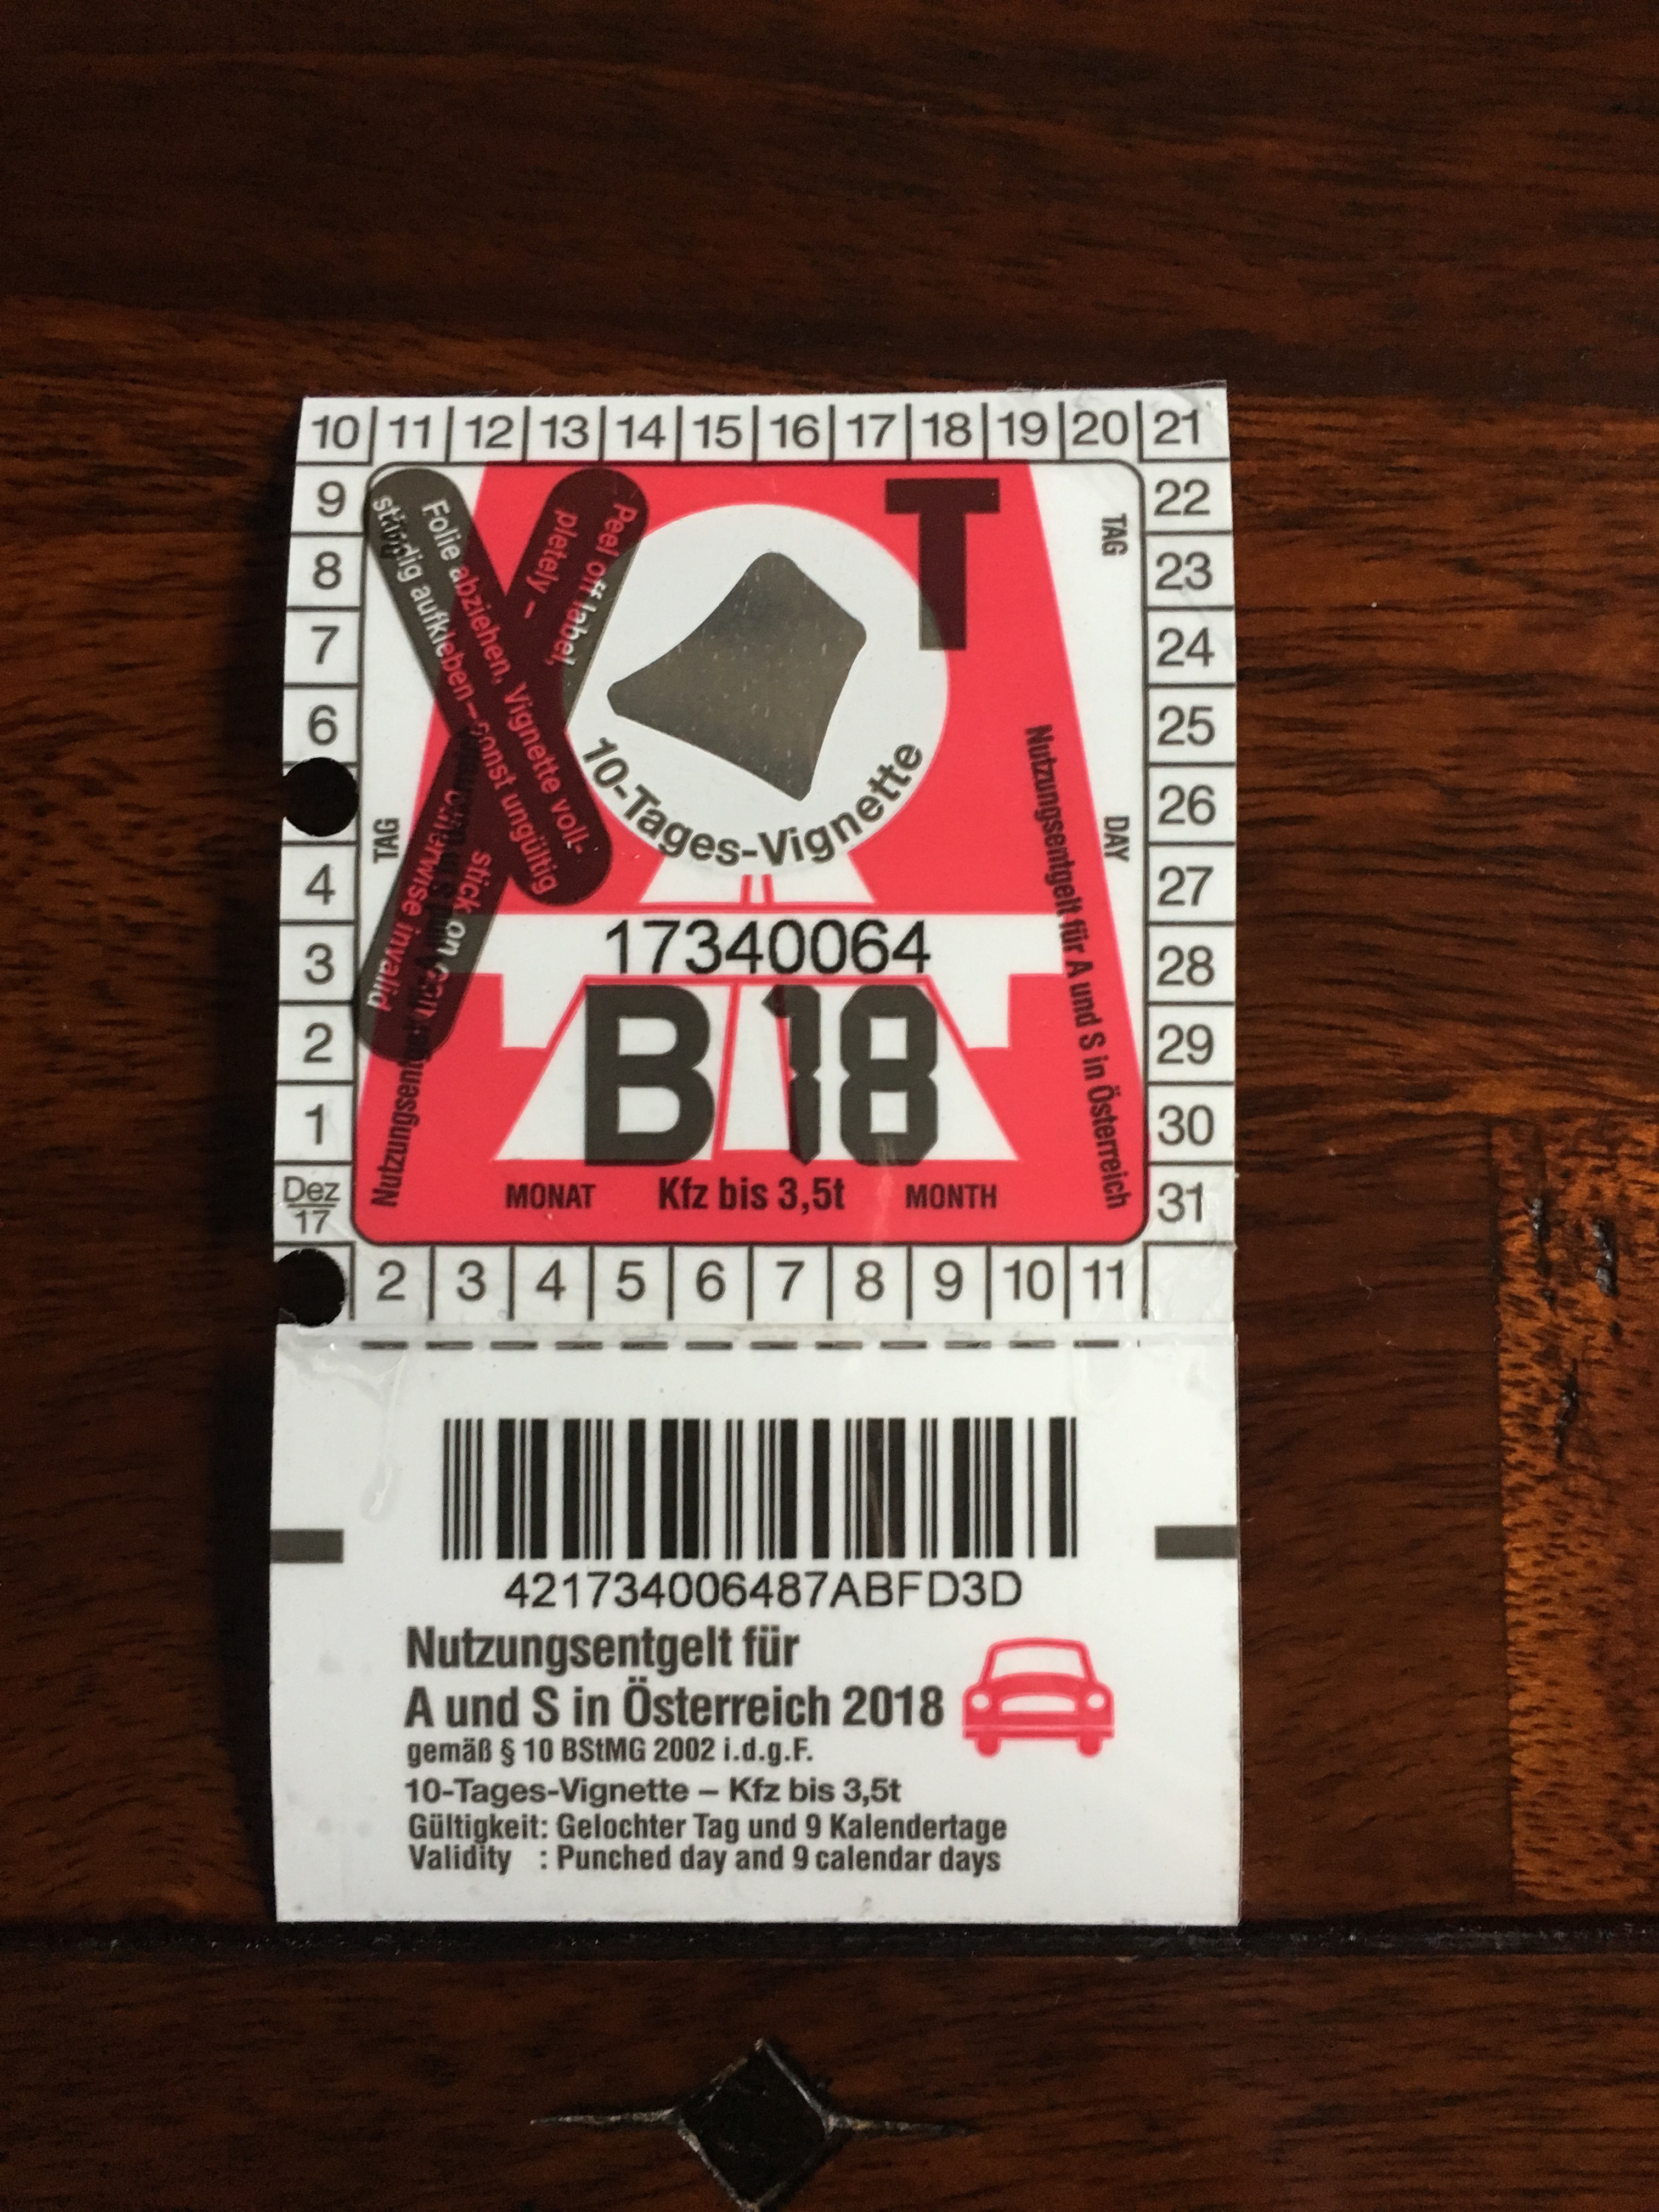 10 11 12 13 14 15 16 17 18 19 20 21
9
8
7
6
4
3
2
1
Dez
17
22
23
24
25
26
27
28
29
30
31
T
TAG
DAY
TAG
Folie abziehen, Vignette voll-
ständig aufkleben – sonst ungültig
Peel off label,
stick on
pletely –
otherwise invalid
10-Tages-Vignette
Nutzungsentgelt für A und S in Österreich
17340064
B 18
MONAT Kfz bis 3,5t MONTH
2 3 4 5 6 7 8 9 10 11
421734006487ABFD3D
Nutzungsentgelt für
A und S in Österreich 2018
gemäß § 10 BStMG 2002 i.d.g.F.
10-Tages-Vignette – Kfz bis 3,5t
Gültigkeit: Gelochter Tag und 9 Kalendertage
Validity : Punched day and 9 calendar days